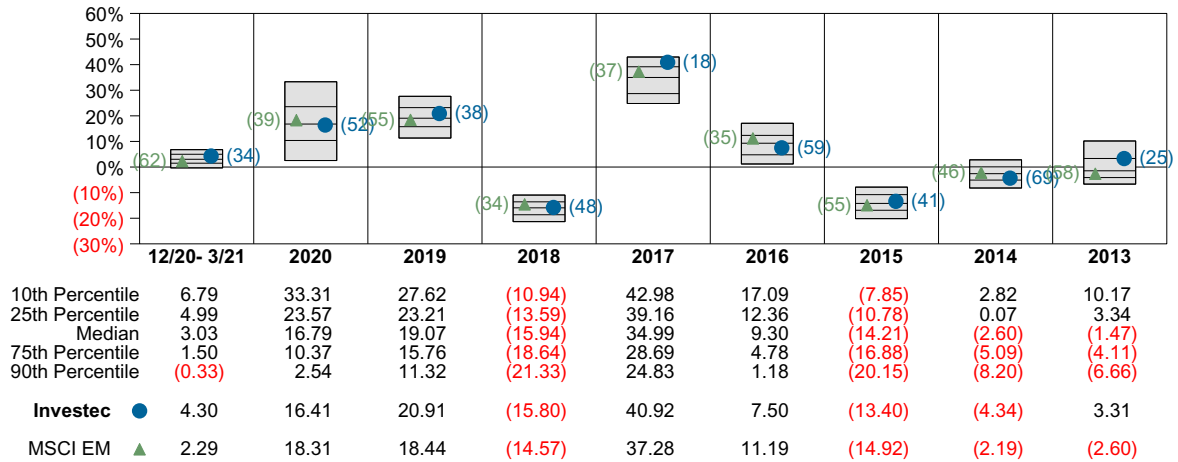 60%
50%
40%
30%
20%
10%
0%
(10%)
(20%)
(30%)
(62) (34)
(39) (52)
(55) (38)
(34) (48)
(37) (18)
(35) (59)
(55) (41)
(46) (69)
(58) (25)
12/20- 3/21 2020 2019 2018 2017 2016 2015 2014 2013
10th Percentile 6.79 33.31 27.62 (10.94) 42.98 17.09 (7.85) 2.82 10.17
25th Percentile 4.99 23.57 23.21 (13.59) 39.16 12.36 (10.78) 0.07 3.34
Median 3.03 16.79 19.07 (15.94) 34.99 9.30 (14.21) (2.60) (1.47)
75th Percentile 1.50 10.37 15.76 (18.64) 28.69 4.78 (16.88) (5.09) (4.11)
90th Percentile (0.33) 2.54 11.32 (21.33) 24.83 1.18 (20.15) (8.20) (6.66)
Investec 4.30 16.41 20.91 (15.80) 40.92 7.50 (13.40) (4.34) 3.31
MSCI EM 2.29 18.31 18.44 (14.57) 37.28 11.19 (14.92) (2.19) (2.60)